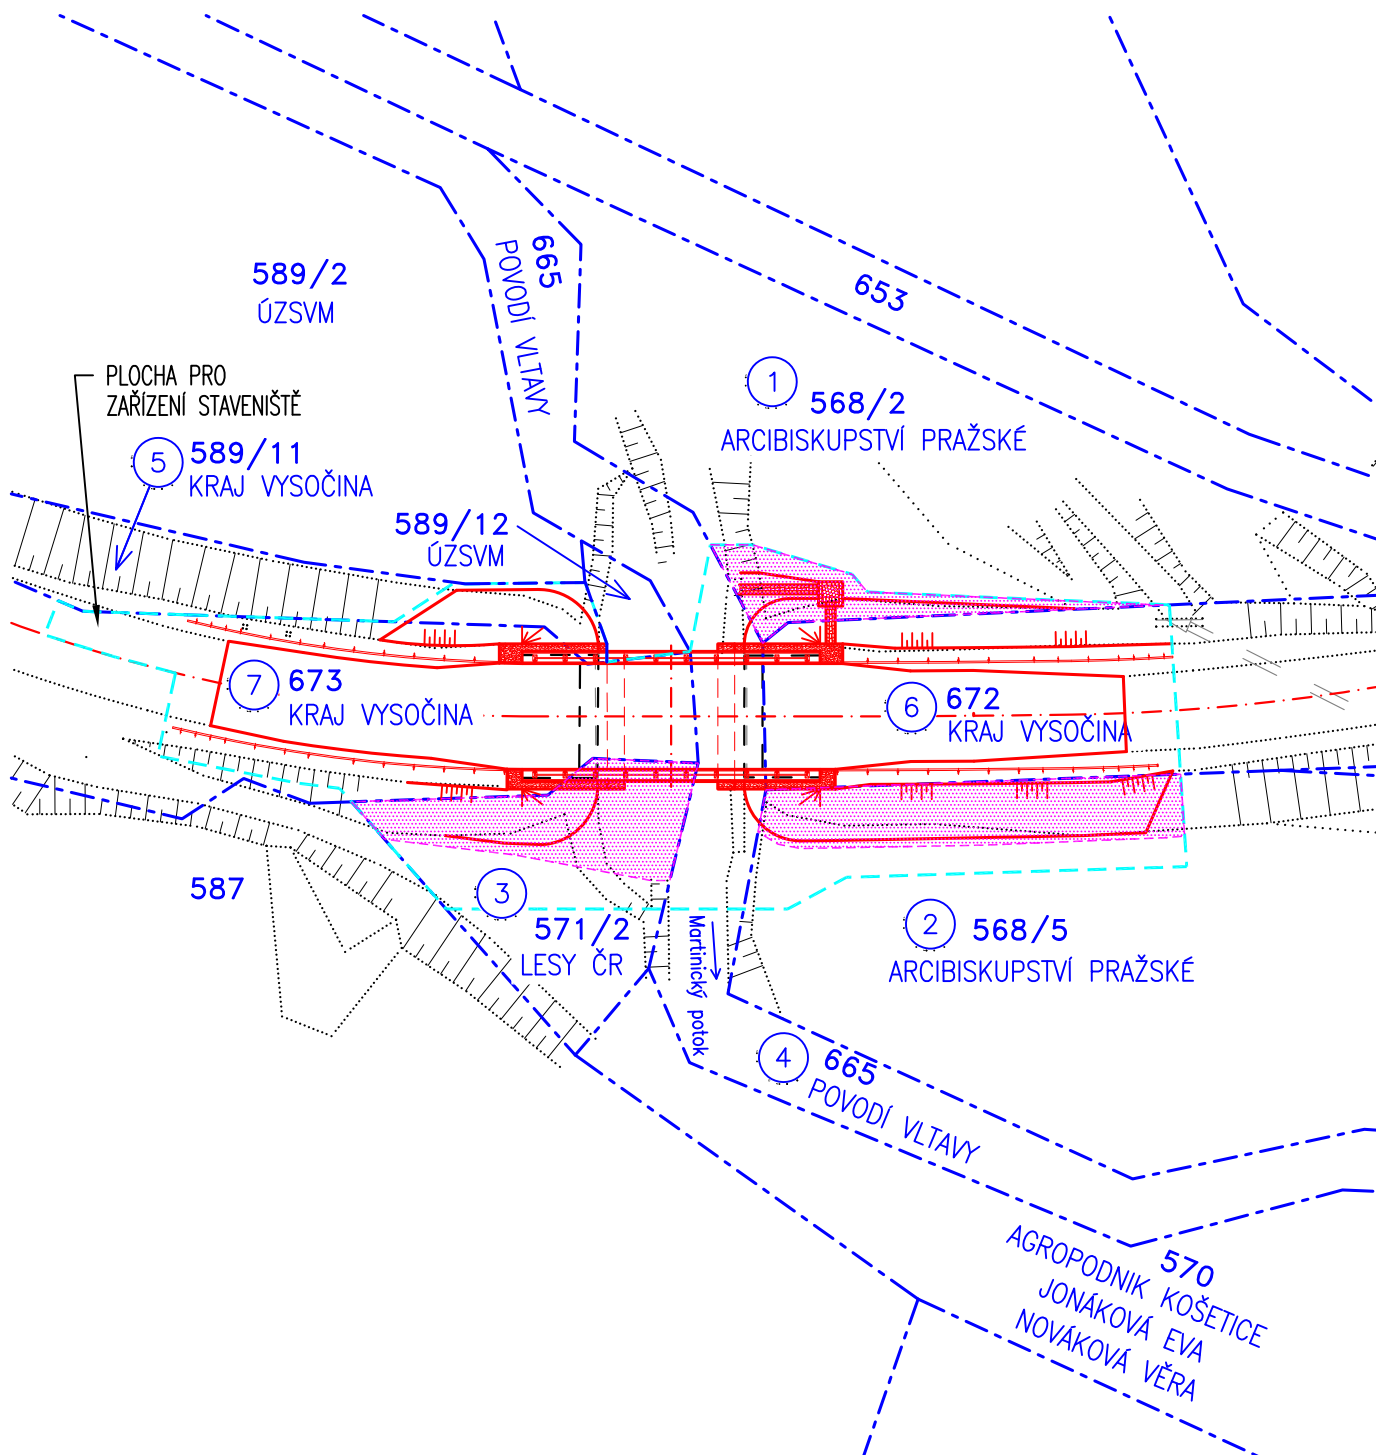 665
POVODÍ VLTAVY
589/2
ÚZSVM
653
PLOCHA PRO
ZAŘÍZENÍ STAVENIŠTĚ
1
568/2
ARCIBISKUPSTVÍ PRAŽSKÉ
5
589/11
KRAJ VYSOČINA
589/12
ÚZSVM
7
673
KRAJ VYSOČINA
6
672
KRAJ VYSOČINA
587
3
571/2
LESY ČR
Martinický potok
2
568/5
ARCIBISKUPSTVÍ PRAŽSKÉ
4
665
POVODÍ VLTAVY
570
AGROPODNIK KOŠETICE
JONÁKOVÁ EVA
NOVÁKOVÁ VĚRA